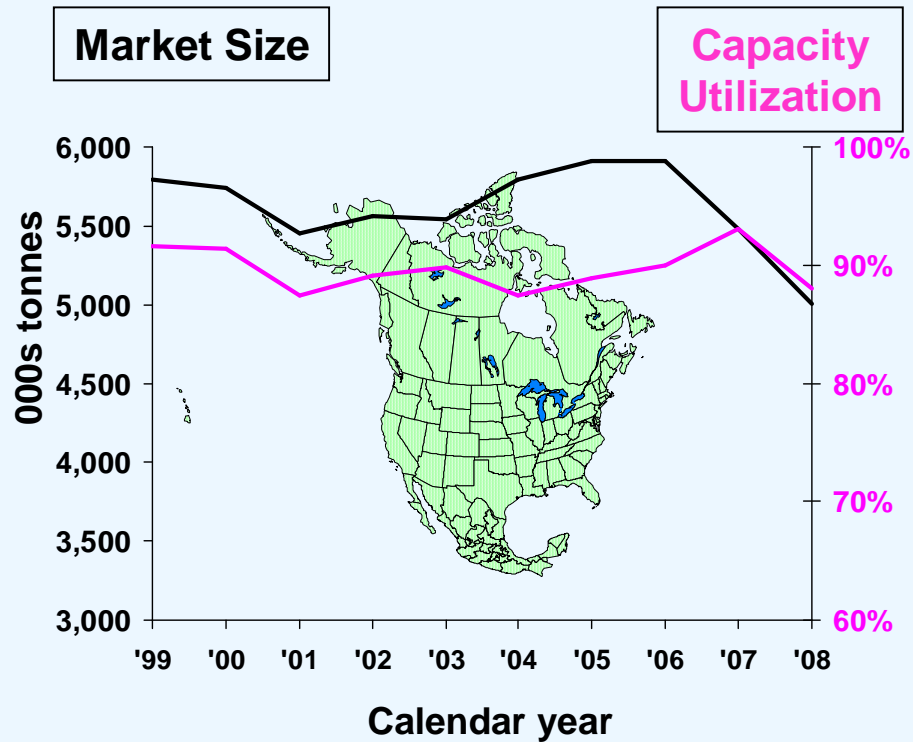 Market Size
Capacity
Utilization
000s tonnes
6,000
5,500
5,000
4,500
4,000
3,500
3,000
100%
90%
80%
70%
60%
'99 '00 '01 '02 '03 '04 '05 '06 '07 '08
Calendar year